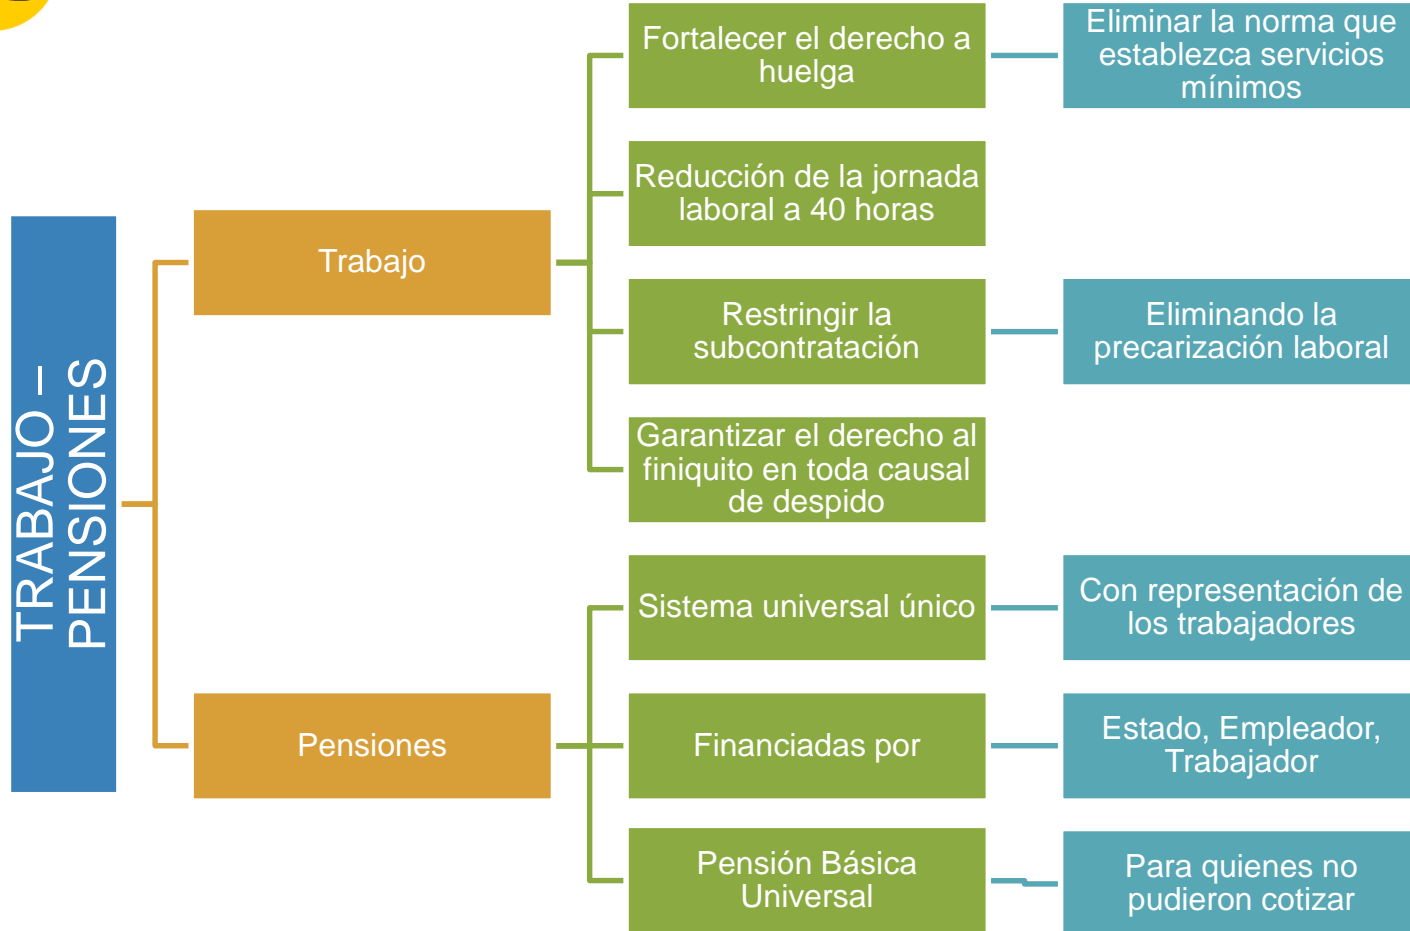 TRABAJO –
PENSIONES
Trabajo
Fortalecer el derecho a
huelga
Eliminar la norma que
establezca servicios
mínimos
Reducción de la jornada
laboral a 40 horas
Restringir la
subcontratación
Eliminando la
precarización laboral
Garantizar el derecho al
finiquito en toda causal
de despido
Pensiones
Sistema universal único
Con representación de
los trabajadores
Financiadas por
Estado, Empleador,
Trabajador
Pensión Básica
Universal
Para quienes no
pudieron cotizar